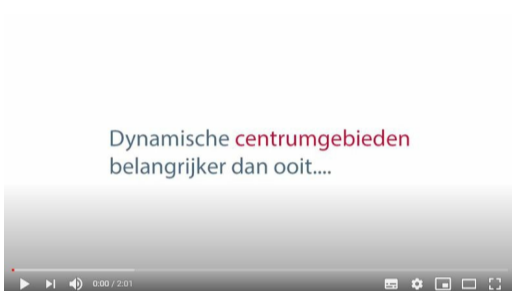 Dynamische centrumgebieden
belangrijker dan ooit....
0:00 / 2:01